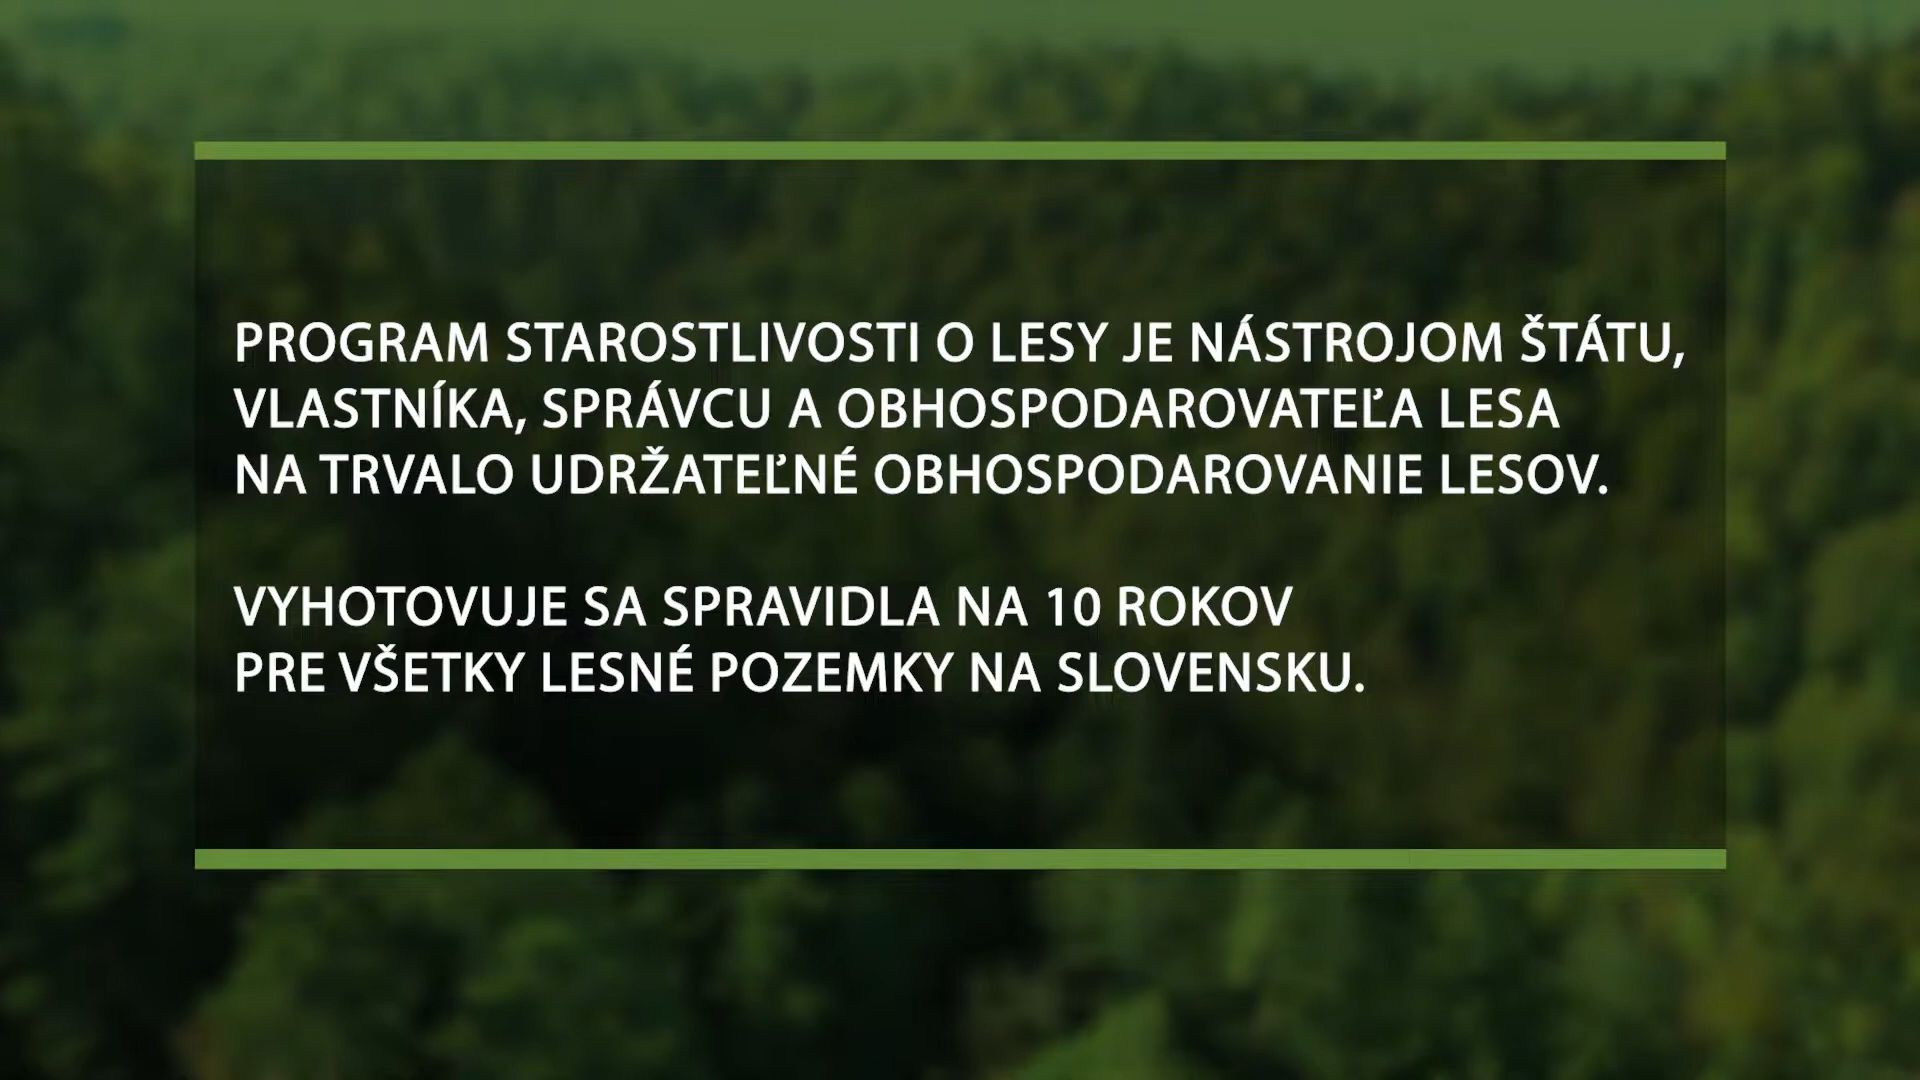 PROGRAM STAROSTLIVOSTI O LESY JE NÁSTROJOM ŠTÁTU,
VLASTNÍKA, SPRÁVCU A OBHOSPODAROVATEĽA LESA
NA TRVALO UDRŽATEĽNÉ OBHOSPODAROVANIE LESOV.
VYHOTOVUJE SA SPRAVIDLA NA 10 ROKOV
PRE VŠETKY LESNÉ POZEMKY NA SLOVENSKU.